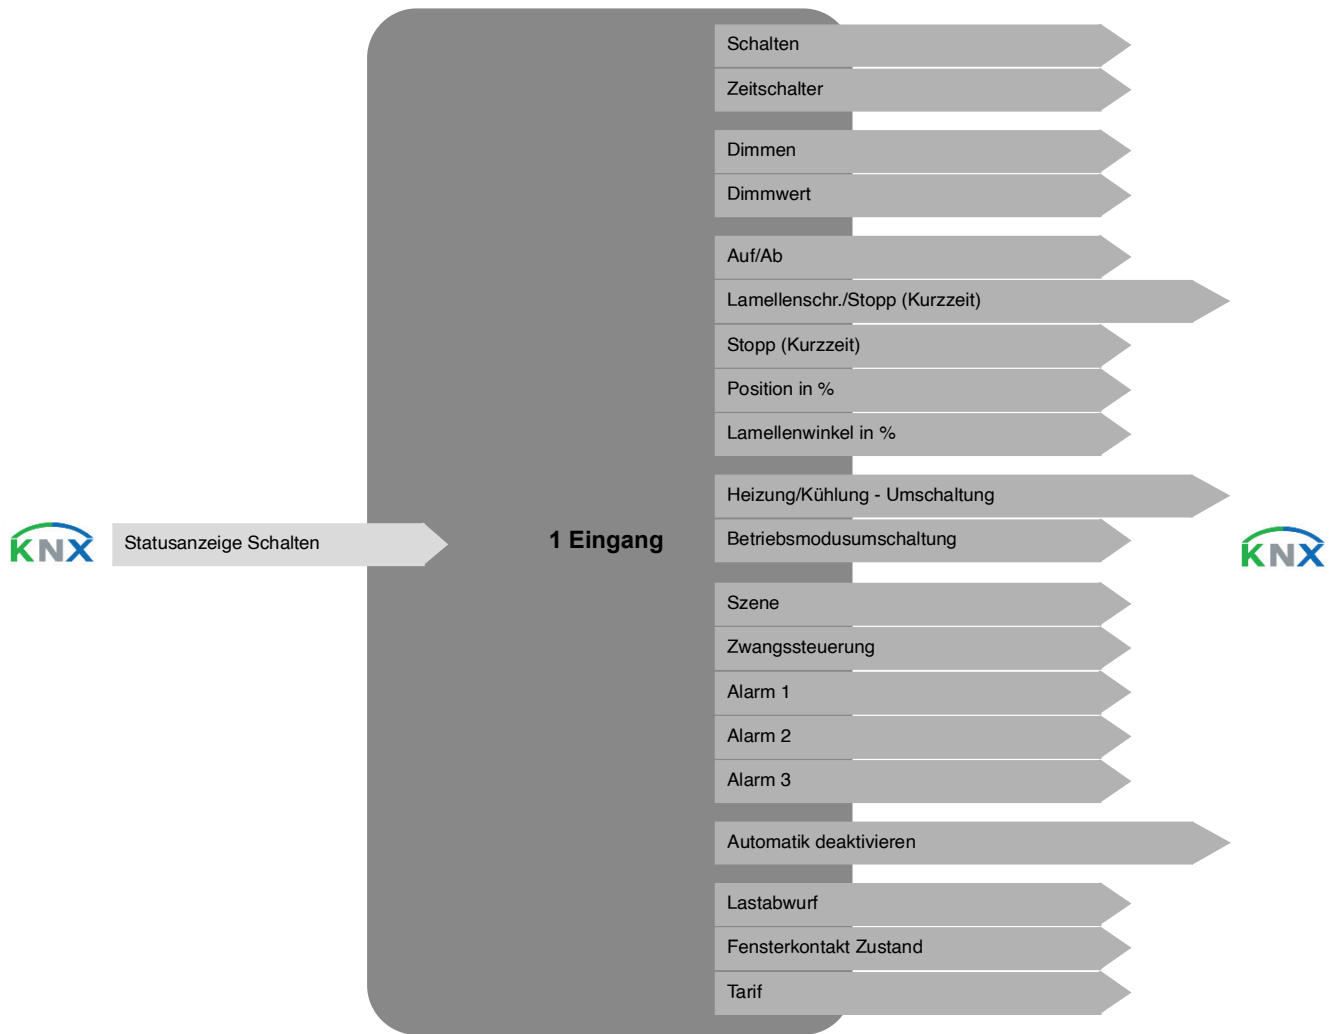 Schalten
Zeitschalter
Dimmen
Dimmwert
Auf/Ab
Lamellenschr./Stopp (Kurzzeit)
Stopp (Kurzzeit)
Position in %
Lamellenwinkel in %
Heizung/Kühlung - Umschaltung
KNX
Statusanzeige Schalten
1 Eingang
Betriebsmodusumschaltung
KNX
Szene
Zwangssteuerung
Alarm 1
Alarm 2
Alarm 3
Automatik deaktivieren
Lastabwurf
Fensterkontakt Zustand
Tarif